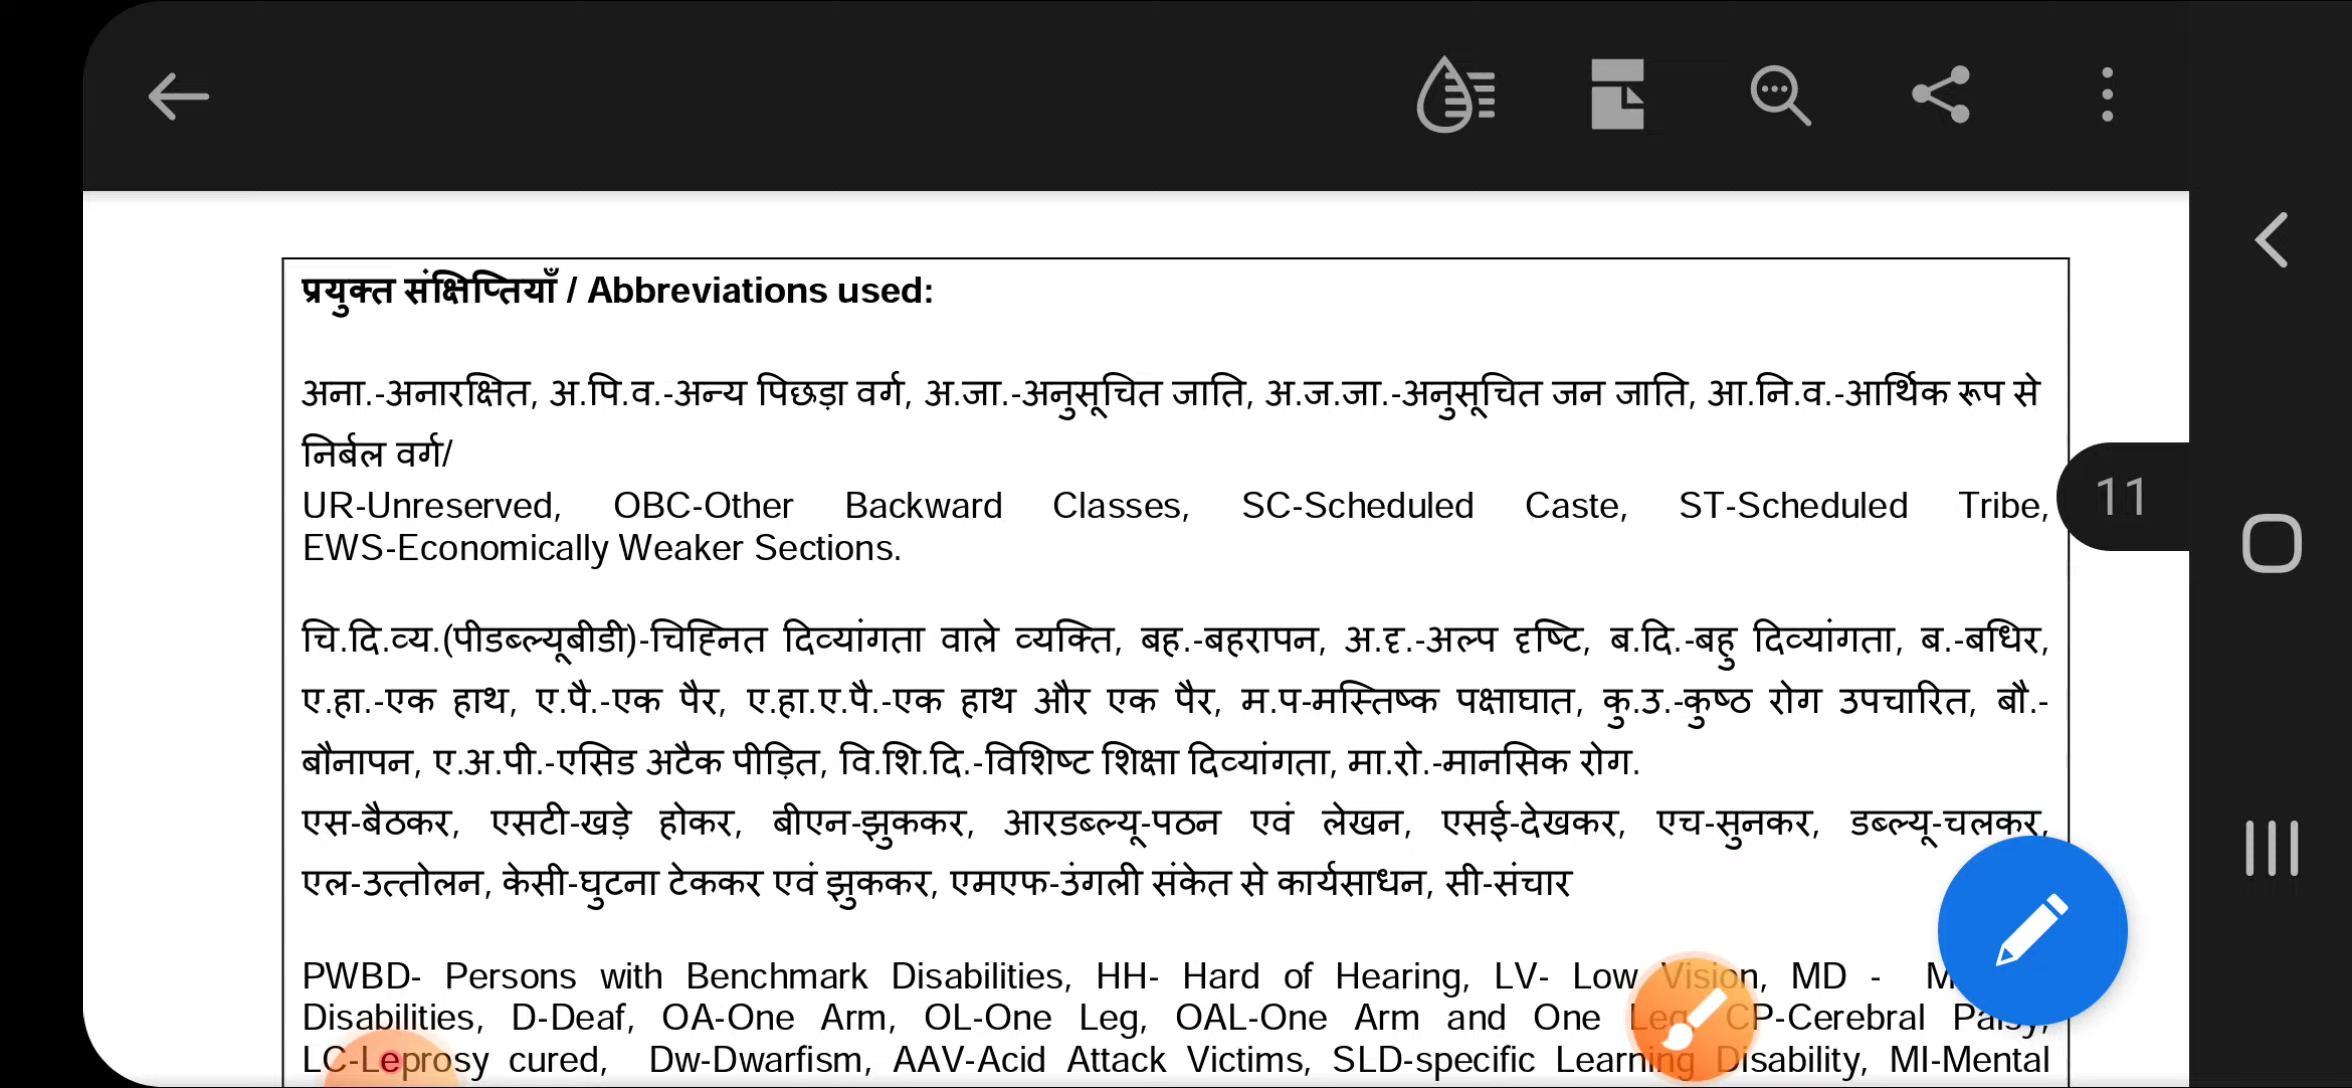 प्रयुक्त संक्षिप्तियाँ / Abbreviations used:
अना.-अनारक्षित, अ.पि.व.-अन्य पिछड़ा वर्ग, अ.जा.-अनुसूचित जाति, अ.ज.जा.-अनुसूचित जन जाति, आ.नि.व.-आर्थिक रूप से
निर्बल वर्ग/
UR-Unreserved, OBC-Other Backward Classes, SC-Scheduled Caste, ST-Scheduled Tribe,
11
EWS-Economically Weaker Sections.
चि.दि.व्य.(पीडब्ल्यूबीडी)-चिह्नित दिव्यांगता वाले व्यक्ति, बह.-बहरापन, अ.दृ.-अल्प दृष्टि, ब.दि.-बहु दिव्यांगता, ब.-बधिर,
ए.हा.-एक हाथ, ए.पै.-एक पैर, ए.हा.ए.पै.-एक हाथ और एक पैर, म.प-मस्तिष्क पक्षाघात, कु.उ.-कुष्ठ रोग उपचारित, बौ.-
बौनापन, ए.अ.पी.-एसिड अटैक पीड़ित, वि.शि.दि.-विशिष्ट शिक्षा दिव्यांगता, मा.रो.-मानसिक रोग.
एस-बैठकर, एसटी-खड़े होकर, बीएन-झुककर, आरडब्ल्यू-पठन एवं लेखन, एसई-देखकर, एच-सुनकर, डब्ल्यू-चलकर,
एल-उत्तोलन, केसी-घुटना टेककर एवं झुककर, एमएफ-उंगली संकेत से कार्यसाधन, सी-संचार
PWBD- Persons with Benchmark Disabilities, HH- Hard of Hearing, LV- Low Vision, MD -
Disabilities, D-Deaf, OA-One Arm, OL-One Leg, OAL-One Arm and One Leg, CP-Cerebral Palsy,
LC-Leprosy cured, Dw-Dwarfism, AAV-Acid Attack Victims, SLD-specific Learning Disability, MI-Mental